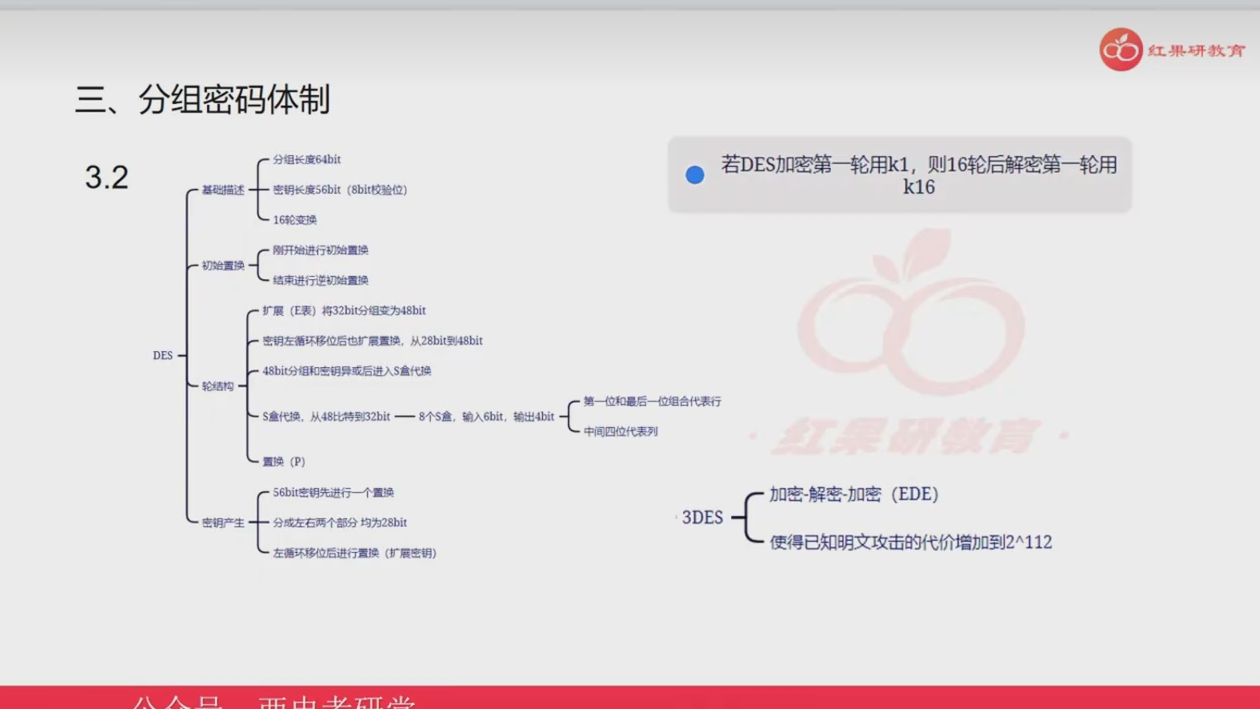 红果研教育
三、分组密码体制
3.2
若DES加密第一轮用k1，则16轮后解密第一轮用
k16
DES
基础描述
分组长度64bit
密钥长度56bit（8bit校验位）
16轮变换
初始置换
刚开始进行初始置换
结束进行逆初始置换
轮结构
扩展（E表）将32bit分组变为48bit
密钥左循环移位后也扩展置换，从28bit到48bit
48bit分组和密钥异或后进入S盒代换
S盒代换，从48比特到32bit
8个S盒，输入6bit，输出4bit
第一位和最后一位组合代表行
中间四位代表列
置换（P）
密钥产生
56bit密钥先进行一个置换
分成左右两个部分 均为28bit
左循环移位后进行置换（扩展密钥）
·红果研教育·
3DES
加密-解密-加密（EDE）
使得已知明文攻击的代价增加到2^112
公众号 西电考研堂